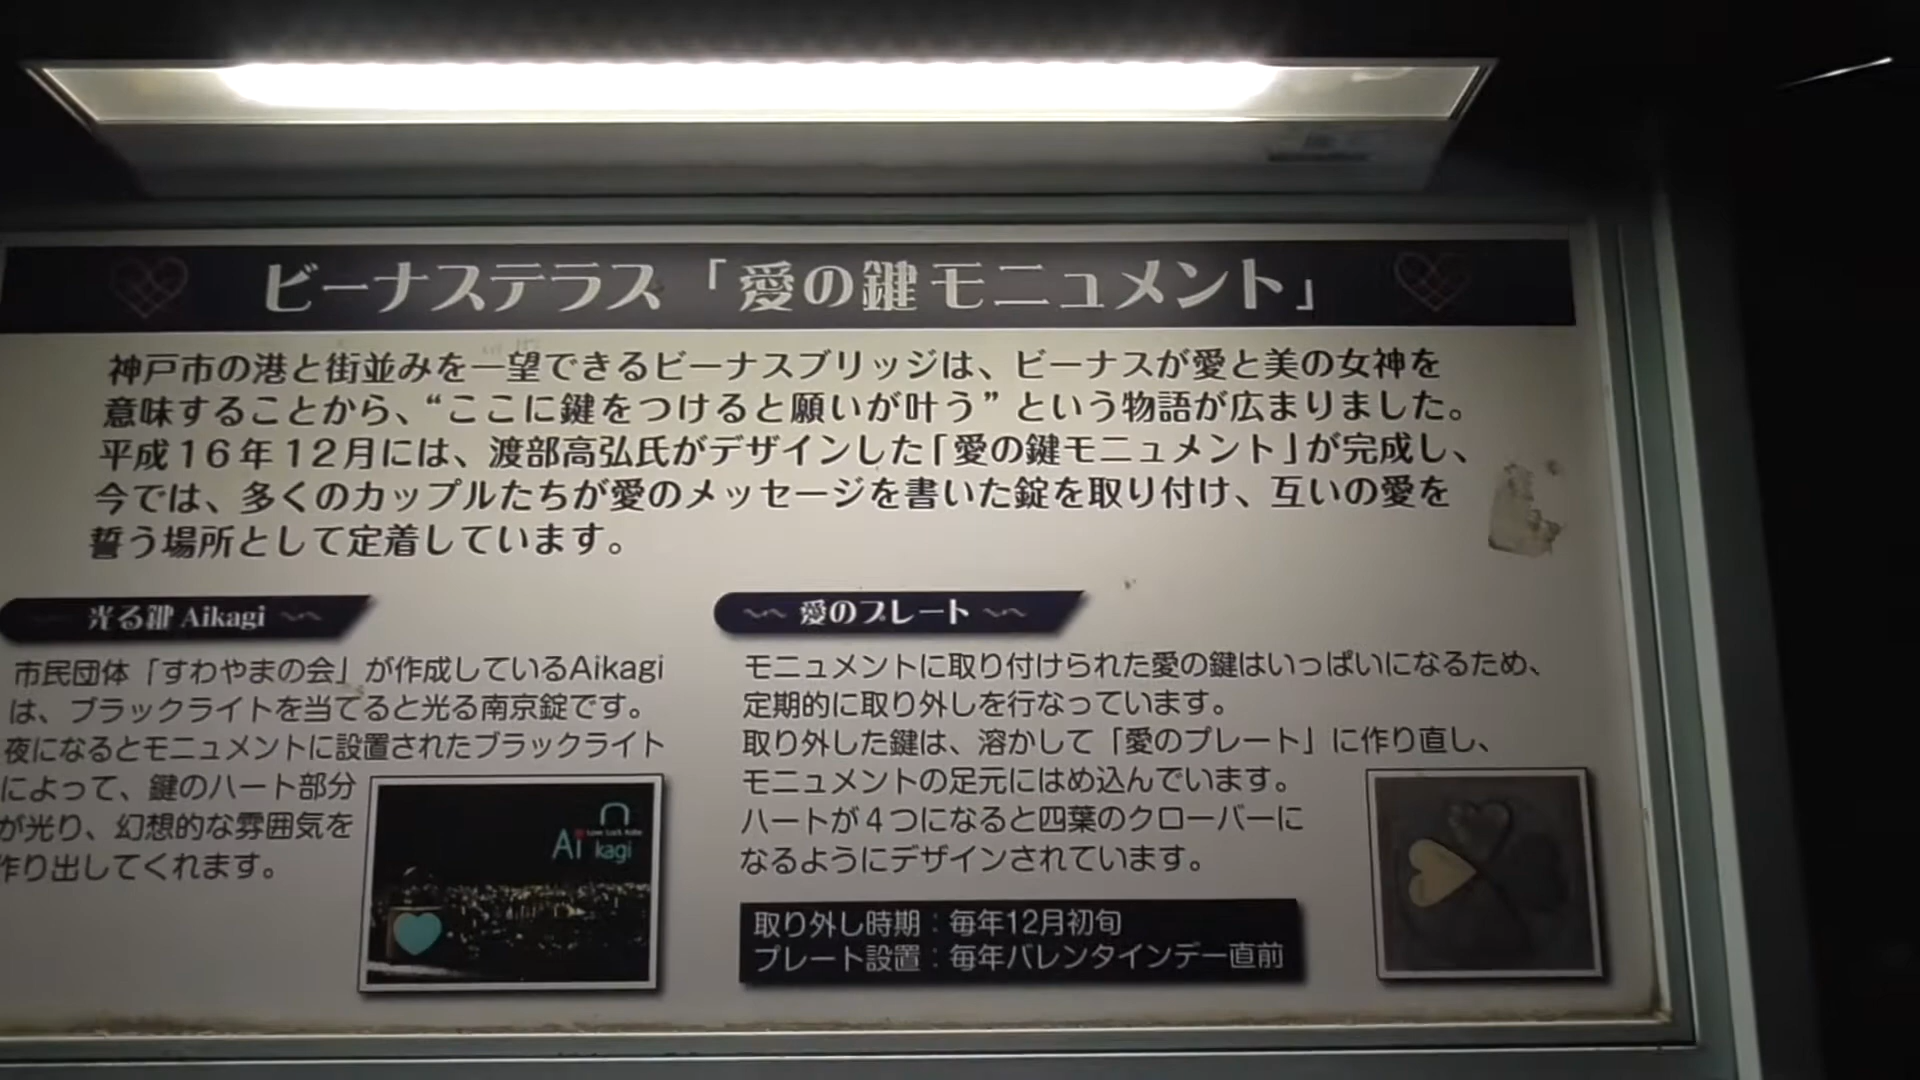 ビーナステラス「愛の鍵モニュメント」
神戸市の港と街並みを一望できるビーナスブリッジは、ビーナスが愛と美の女神を
意味することから、“ここに鍵をつけると願いが叶う”という物語が広まりました。
平成16年12月には、渡部高弘氏がデザインした「愛の鍵モニュメント」が完成し、
今では、多くのカップルたちが愛のメッセージを書いた錠を取り付け、互いの愛を
誓う場所として定着しています。
光る鍵 Aikagi
市民団体「すわやまの会」が作成しているAikagi
は、ブラックライトを当てると光る南京錠です。
夜になるとモニュメントに設置されたブラックライト
によって、鍵のハート部分
が光り、幻想的な雰囲気を
作り出してくれます。
Love Lock Kobe
Ai kagi
愛のプレート
モニュメントに取り付けられた愛の鍵はいっぱいになるため、
定期的に取り外しを行なっています。
取り外した鍵は、溶かして「愛のプレート」に作り直し、
モニュメントの足元にはめ込んでいます。
ハートが4つになると四葉のクローバーに
なるようにデザインされています。
取り外し時期：毎年12月初旬
プレート設置：毎年バレンタインデー直前